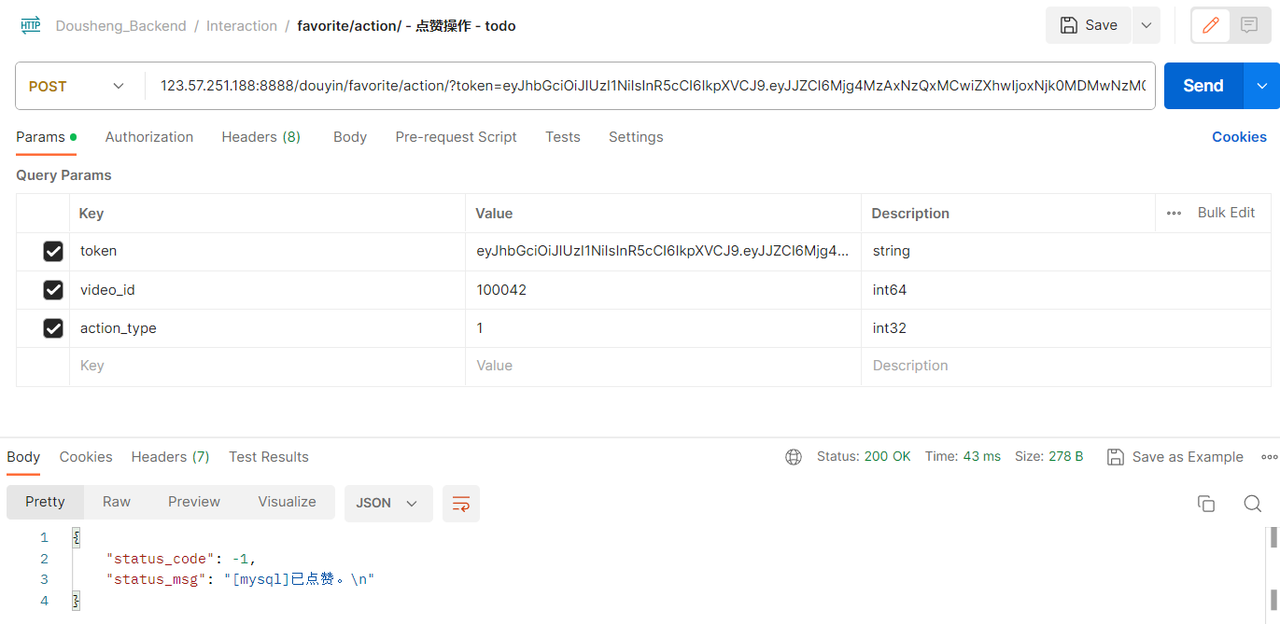 HTTP Dousheng_Backend / Interaction / favorite/action/ - 点赞操作 - todo Save
POST 123.57.251.188:8888/douyin/favorite/action/?token=eyJhbGciOiJIUzI1NiIsInR5cCI6IkpXVCJ9.eyJJZCI6Mjg4MzAxNzQxMCwiZXhwIjoxNjk0MDMwNzM0 Send
Params Authorization Headers (8) Body Pre-request Script Tests Settings Cookies
Query Params
Key Value Description ••• Bulk Edit
token eyJhbGciOiJIUzI1NiIsInR5cCI6IkpXVCJ9.eyJJZCI6Mjg4... string
video_id 100042 int64
action_type 1 int32
Key Value Description
Body Cookies Headers (7) Test Results Status: 200 OK Time: 43 ms Size: 278 B Save as Example
Pretty Raw Preview Visualize JSON
1 {
2 "status_code": -1,
3 "status_msg": "[mysql]已点赞。\n"
4 }